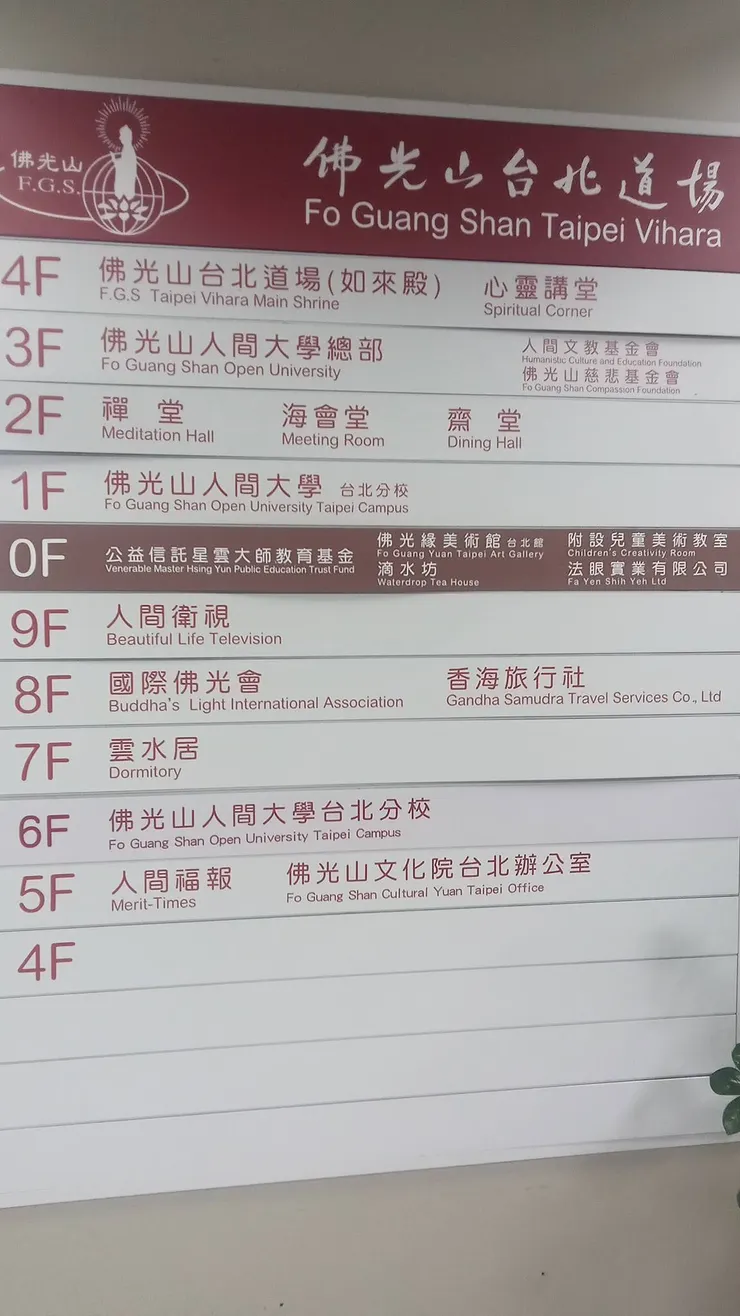 佛光山
F.G.S.
佛光山台北道場
Fo Guang Shan Taipei Vihara
4F 佛光山台北道場(如來殿) 心靈講堂
F.G.S Taipei Vihara Main Shrine Spiritual Corner
3F 佛光山人間大學總部 人間文教基金會
Fo Guang Shan Open University Humanistic Culture and Education Foundation
佛光山慈悲基金會
Fo Guang Shan Compassion Foundation
2F 禪堂 海會堂 齋堂
Meditation Hall Meeting Room Dining Hall
1F 佛光山人間大學 台北分校
Fo Guang Shan Open University Taipei Campus
0F 公益信託星雲大師教育基金 佛光緣美術館台北館 附設兒童美術教室
Venerable Master Hsing Yun Public Education Trust Fund Fo Guang Yuan Taipei Art Gallery Children's Creativity Room
滴水坊 法眼實業有限公司
Waterdrop Tea House Fa Yen Shih Yeh Ltd
9F 人間衛視
Beautiful Life Television
8F 國際佛光會 香海旅行社
Buddha's Light International Association Gandha Samudra Travel Services Co., Ltd
7F 雲水居
Dormitory
6F 佛光山人間大學台北分校
Fo Guang Shan Open University Taipei Campus
5F 人間福報 佛光山文化院台北辦公室
Merit-Times Fo Guang Shan Cultural Yuan Taipei Office
4F